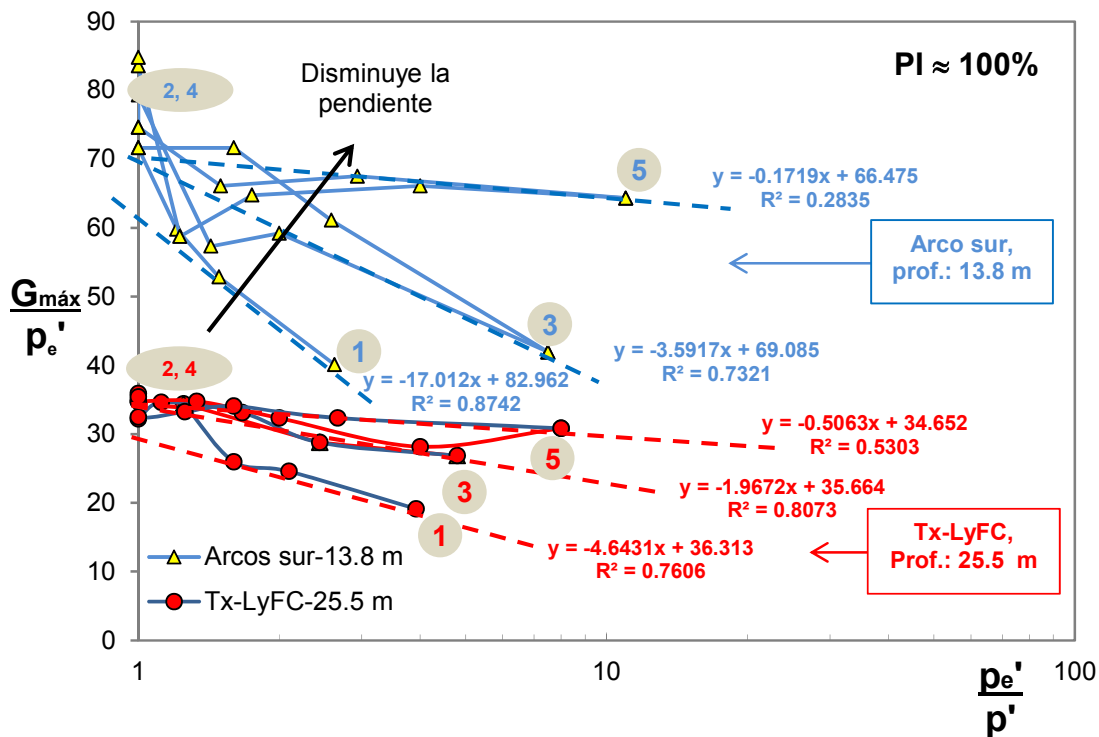 90
80
70
60
50
40
30
20
10
0
Gmáx
pe'
PI ≈ 100%
Disminuye la
pendiente
2, 4
5
y = -0.1719x + 66.475
R² = 0.2835
Arco sur,
prof.: 13.8 m
3
y = -3.5917x + 69.085
R² = 0.7321
1
y = -17.012x + 82.962
R² = 0.8742
2, 4
y = -0.5063x + 34.652
R² = 0.5303
5
y = -1.9672x + 35.664
R² = 0.8073
3
1
y = -4.6431x + 36.313
R² = 0.7606
Tx-LyFC,
Prof.: 25.5 m
Arcos sur-13.8 m
Tx-LyFC-25.5 m
1
10
100
pe'
p'